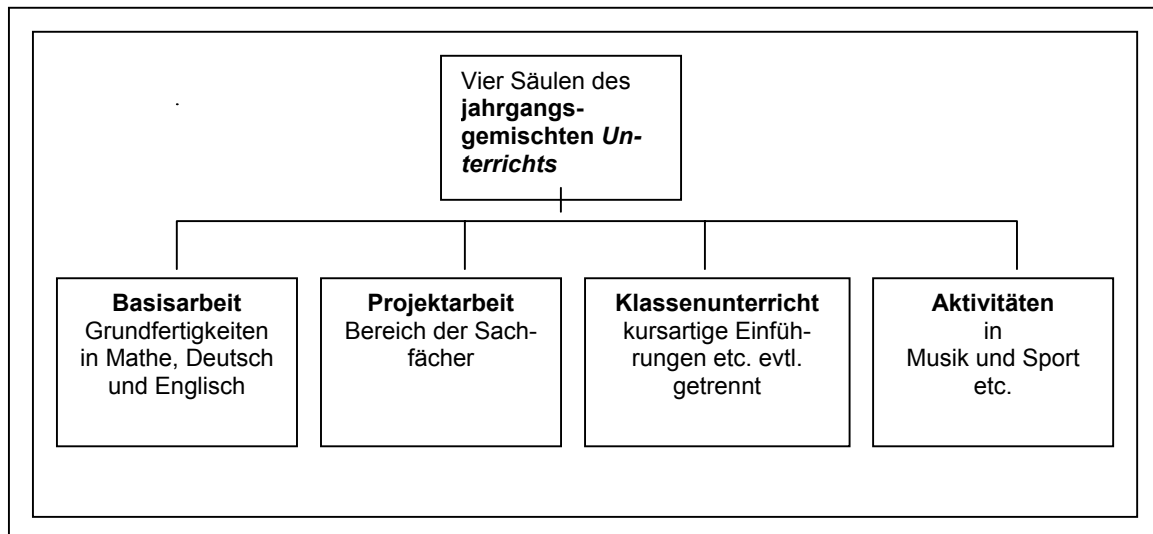 Vier Säulen des
jahrgangs-
gemischten Un-
terrichts
Basisarbeit
Grundfertigkeiten
in Mathe, Deutsch
und Englisch
Projektarbeit
Bereich der Sach-
fächer
Klassenunterricht
kursartige Einfüh-
rungen etc. evtl.
getrennt
Aktivitäten
in
Musik und Sport
etc.